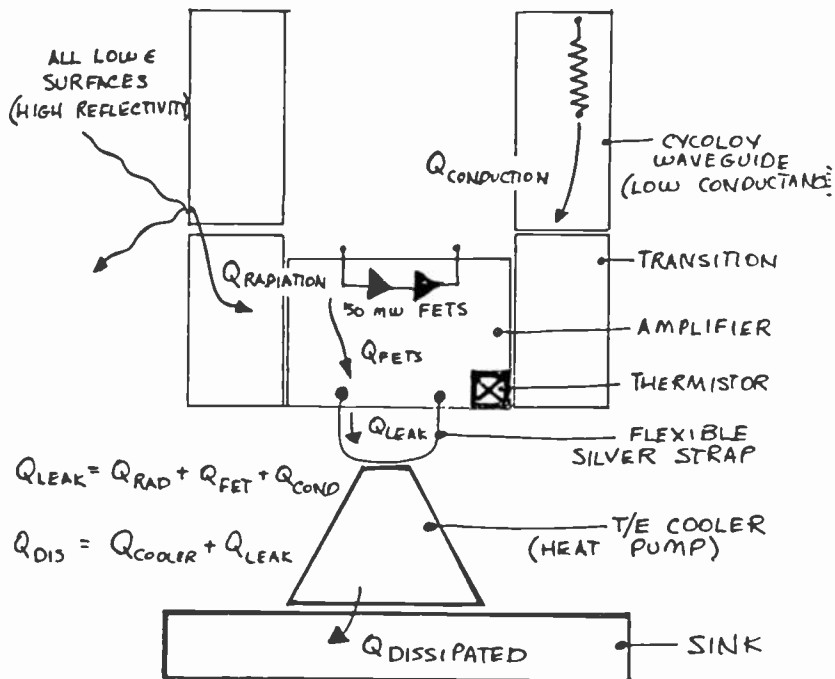 ALL LOW ϵ
SURFACES
(HIGH REFLECTIVITY)
QCONDUCTION
CYCOLOY
WAVEGUIDE
(LOW CONDUCTANCE
QRADIATION
TRANSITION
50 MW FETS
AMPLIFIER
QFETS
THERMISTOR
QLEAK
FLEXIBLE
SILVER STRAP
QLEAK = QRAD + QFET + QCOND
QDIS = QCOOLER + QLEAK
T/E COOLER
(HEAT PUMP)
QDISSIPATED
SINK